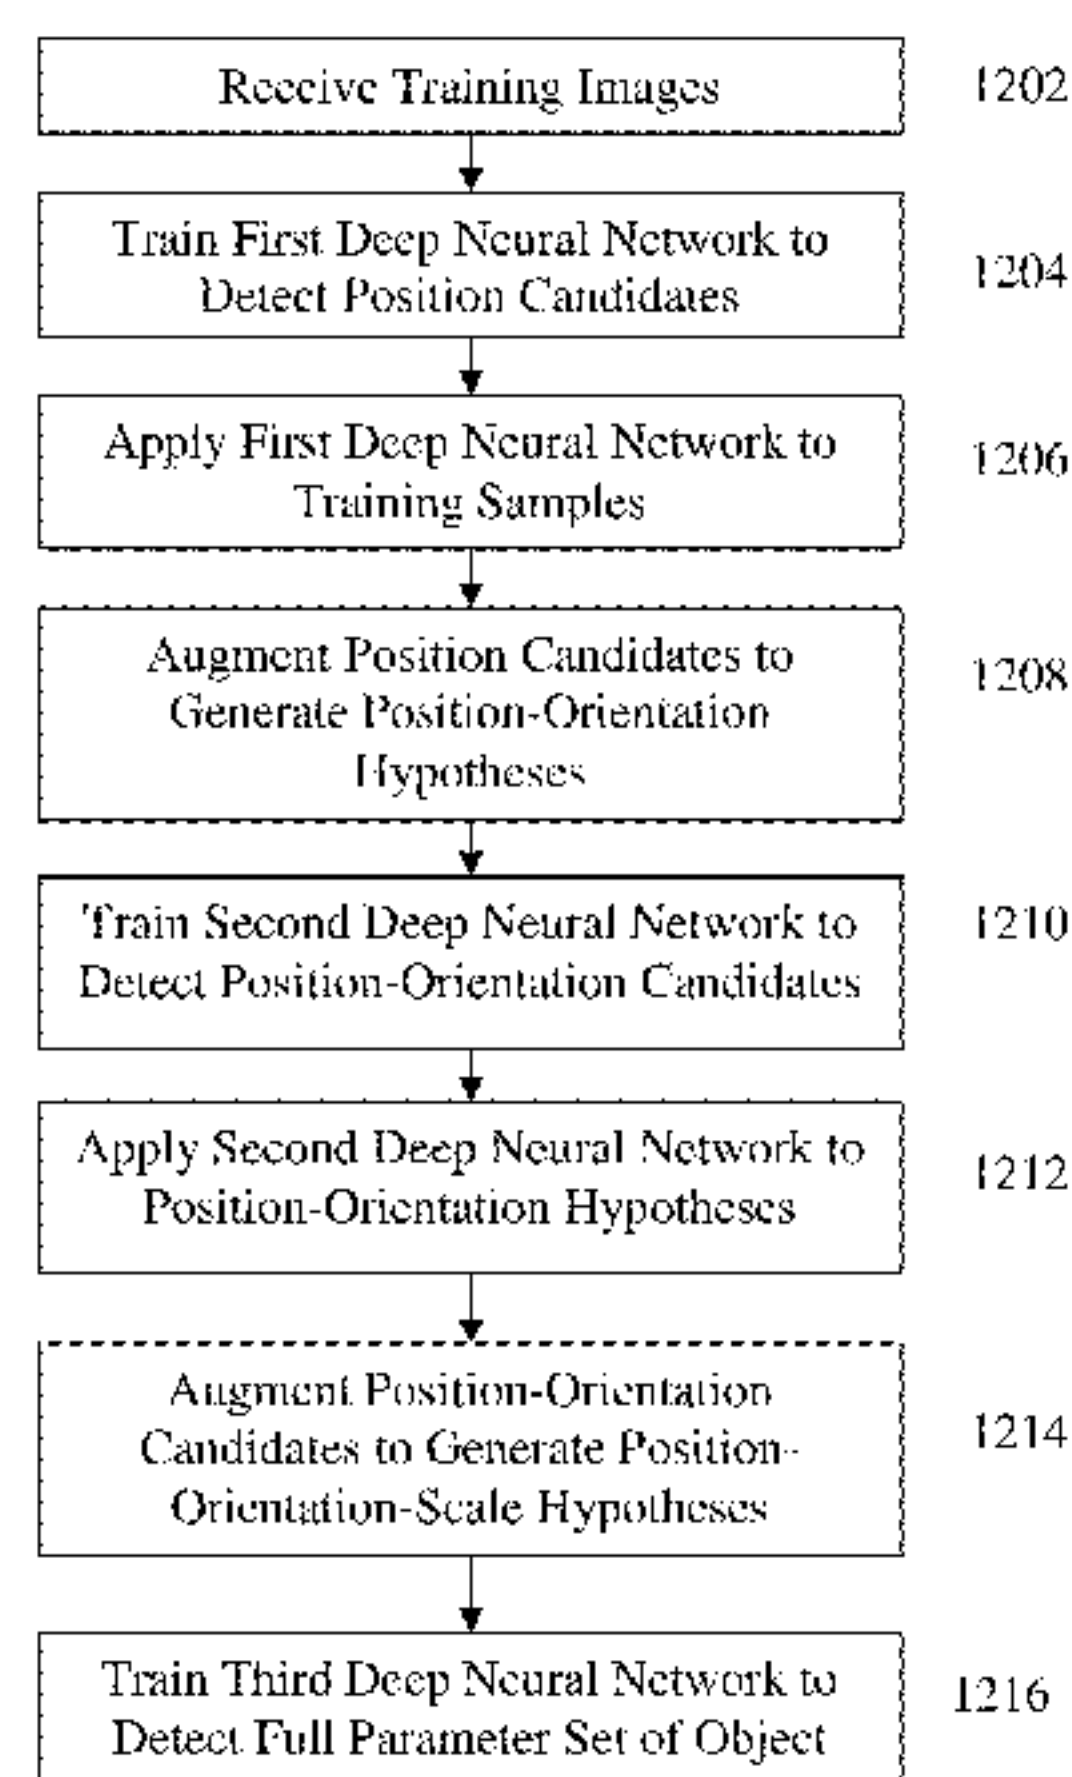 Receive Training Images
1202
Train First Deep Neural Network to
Detect Position Candidates
1204
Apply First Deep Neural Network to
Training Samples
1206
Augment Position Candidates to
Generate Position-Orientation
Hypotheses
1208
Train Second Deep Neural Network to
Detect Position-Orientation Candidates
1210
Apply Second Deep Neural Network to
Position-Orientation Hypotheses
1212
Augment Position-Orientation
Candidates to Generate Position-
Orientation-Scale Hypotheses
1214
Train Third Deep Neural Network to
Detect Full Parameter Set of Object
1216